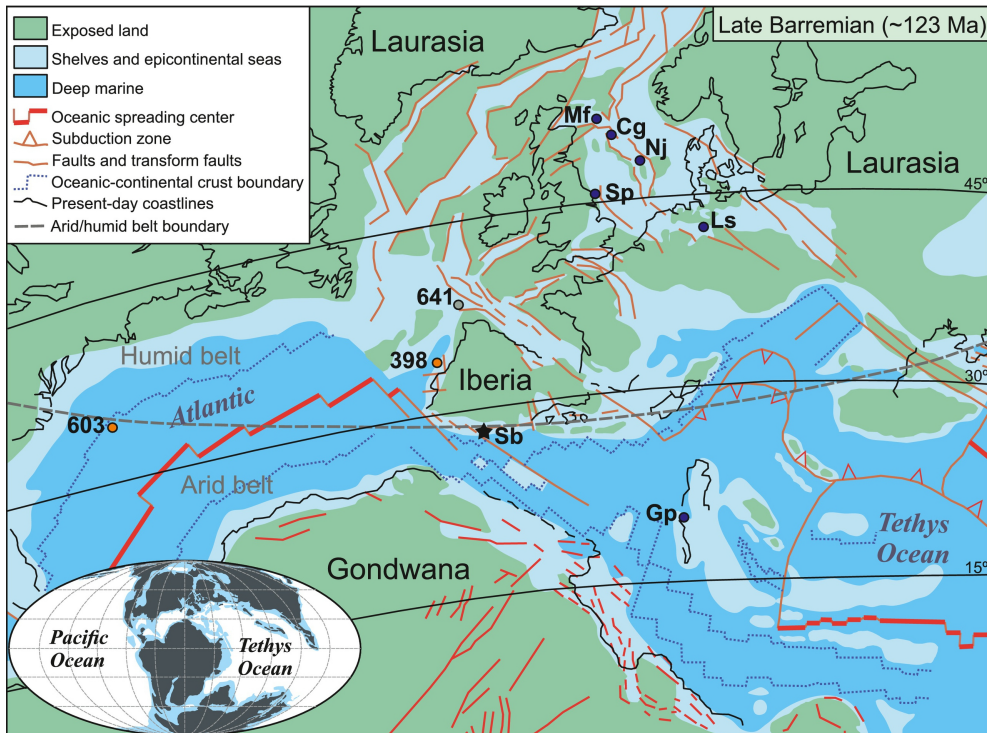 Late Barremian (~123 Ma)
Exposed land
Shelves and epicontinental seas
Deep marine
Oceanic spreading center
Subduction zone
Faults and transform faults
Oceanic-continental crust boundary
Present-day coastlines
Arid/humid belt boundary
Laurasia
Mf
Cg
Nj
Laurasia
Sp
45º
Ls
641
Humid belt
398
Iberia
30º
Atlantic
603
Sb
Arid belt
Gp
Tethys
Ocean
Gondwana
15º
Pacific
Ocean
Tethys
Ocean